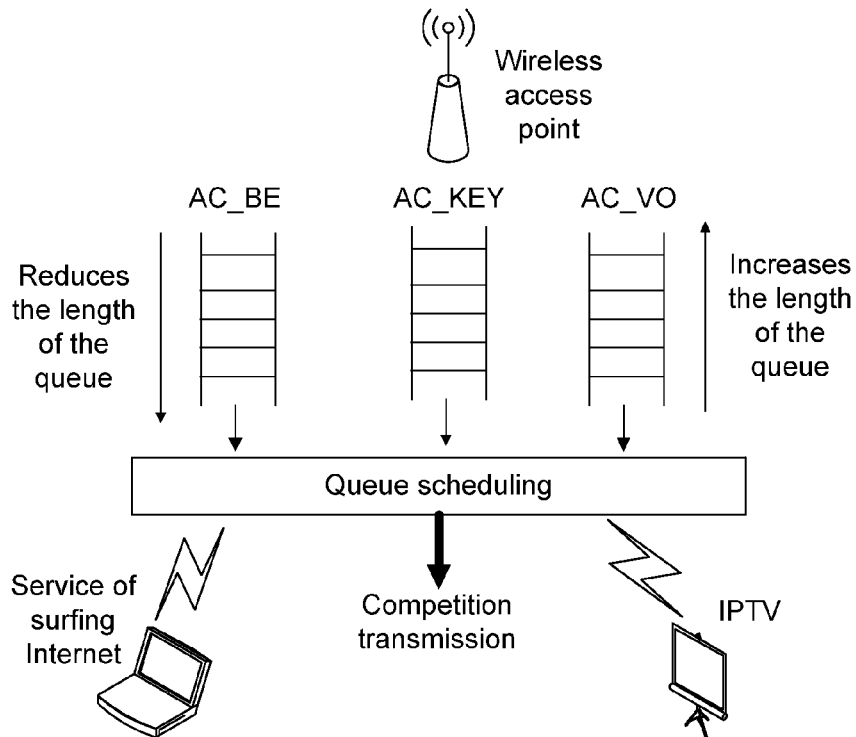 Wireless
access
point
AC_BE
AC_KEY
AC_VO
Reduces
the length
of the
queue
Increases
the length
of the
queue
Queue scheduling
Service of
surfing
Internet
Competition
transmission
IPTV